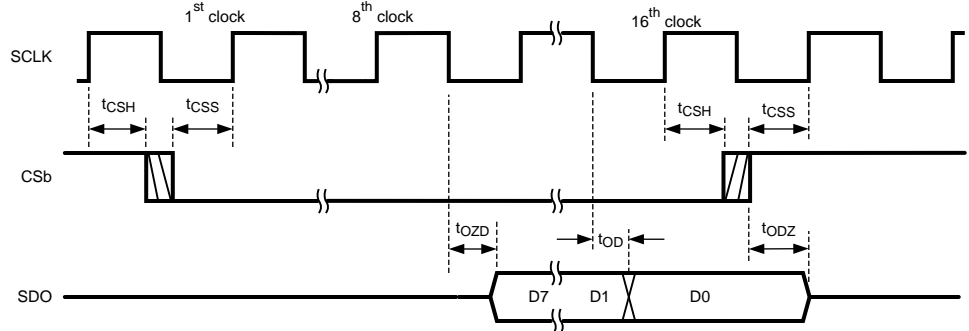 1st clock 8th clock 16th clock
SCLK
tCSH tCSS tCSH tCSS
CSb
tOZD tOD tODZ
SDO D7 D1 D0